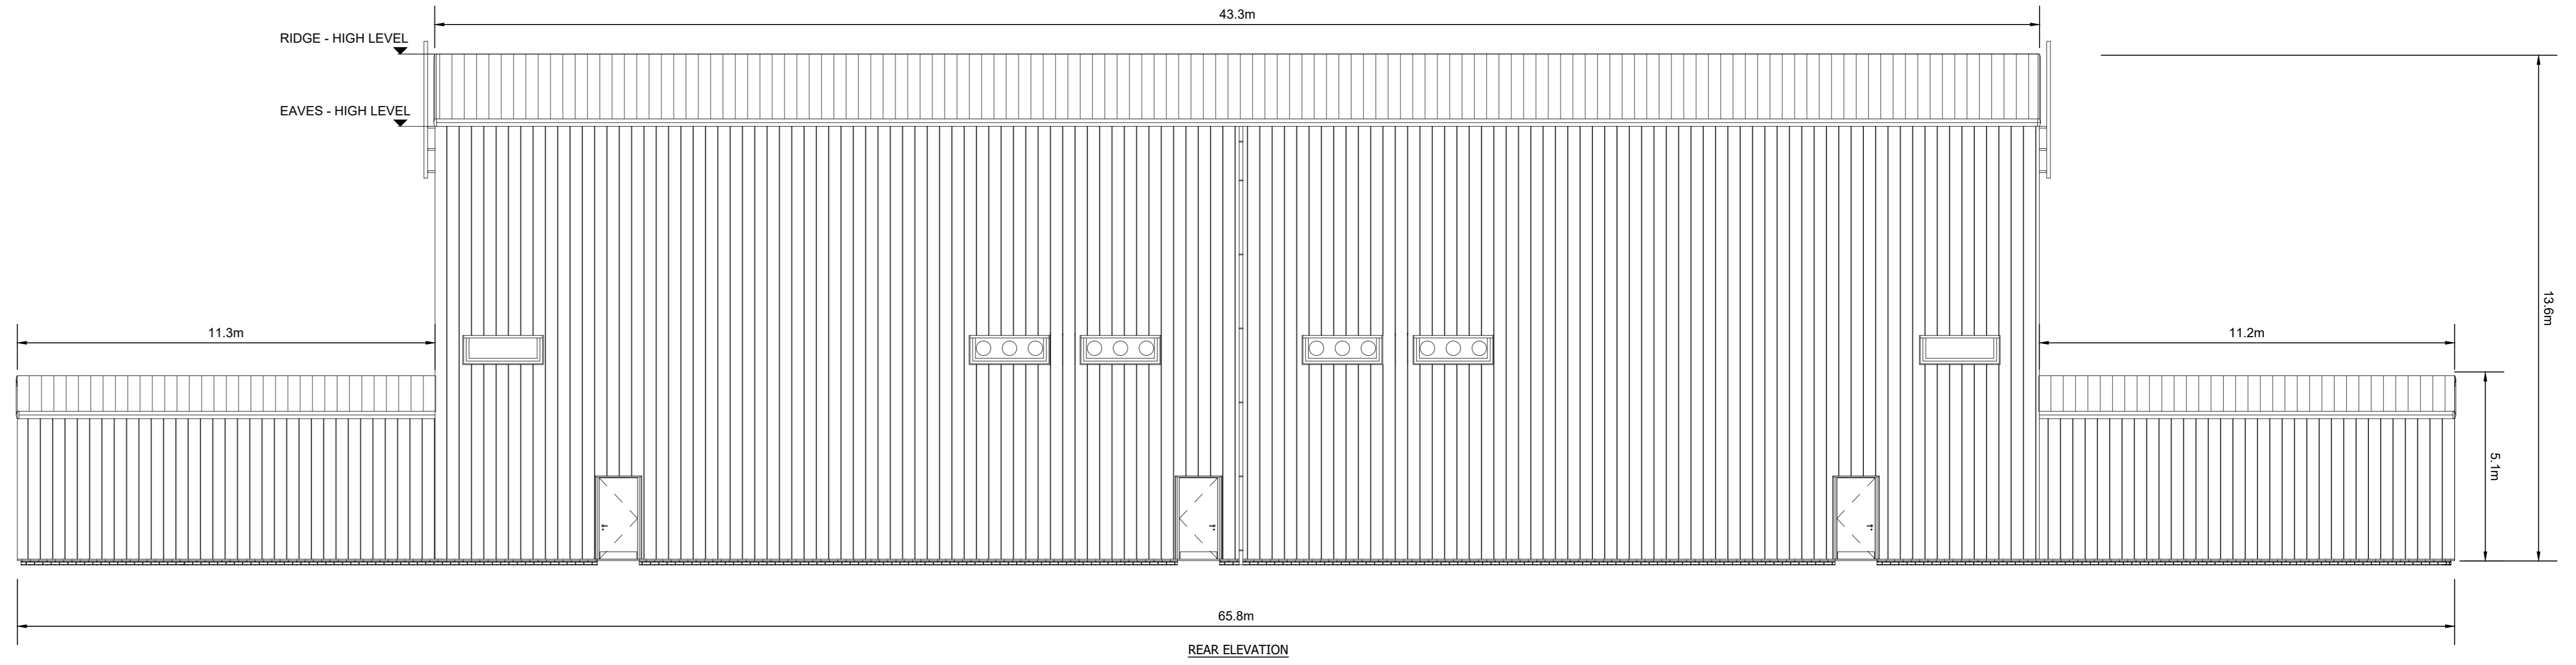 43.3m
RIDGE - HIGH LEVEL
EAVES - HIGH LEVEL
13.6m
11.3m
11.2m
5.1m
65.8m
REAR ELEVATION